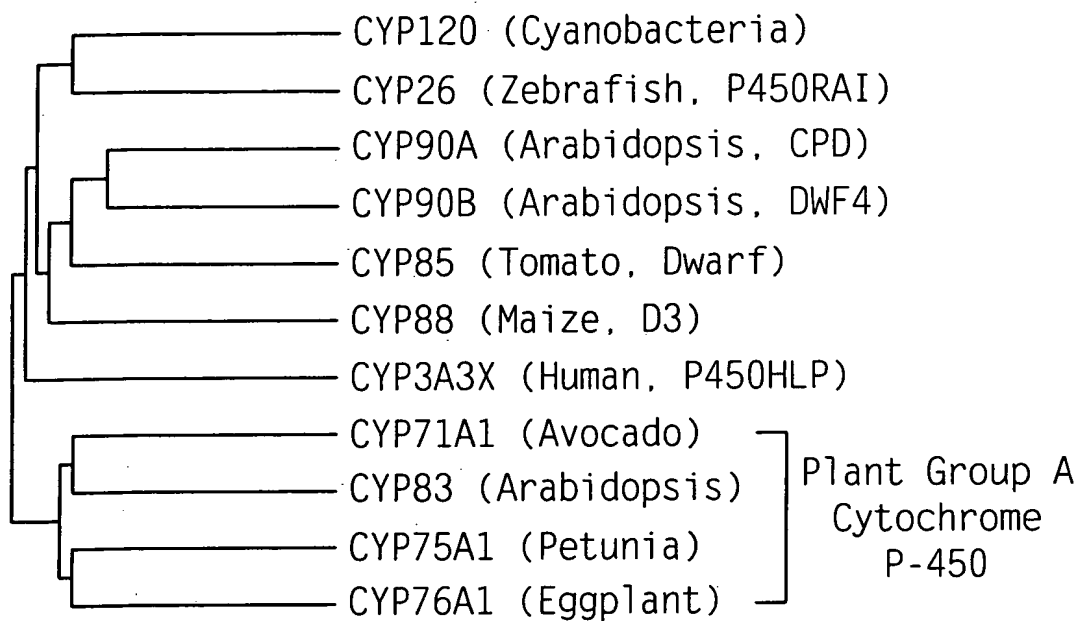 CYP120 (Cyanobacteria)
CYP26 (Zebrafish, P450RAI)
CYP90A (Arabidopsis, CPD)
CYP90B (Arabidopsis, DWF4)
CYP85 (Tomato, Dwarf)
CYP88 (Maize, D3)
CYP3A3X (Human, P450HLP)
CYP71A1 (Avocado)
CYP83 (Arabidopsis)
CYP75A1 (Petunia)
CYP76A1 (Eggplant)
Plant Group A
Cytochrome
P-450